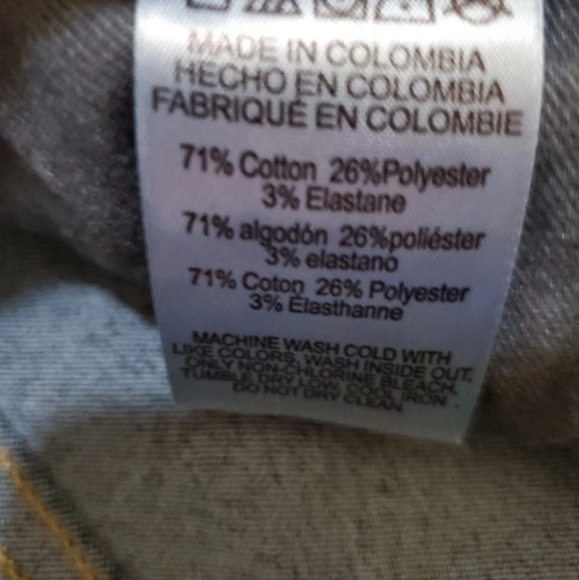 MADE IN COLOMBIA
HECHO EN COLOMBIA
FABRIQUÉ EN COLOMBIE
71% Cotton 26%Polyester
3% Elastane
71% algodón 26%poliéster
3% elastano
71% Coton 26% Polyester
3% Élasthanne
MACHINE WASH COLD WITH
LIKE COLORS, WASH INSIDE OUT,
ONLY NON-CHLORINE BLEACH,
TUMBLE DRY LOW, COOL IRON
DO NOT DRY CLEAN